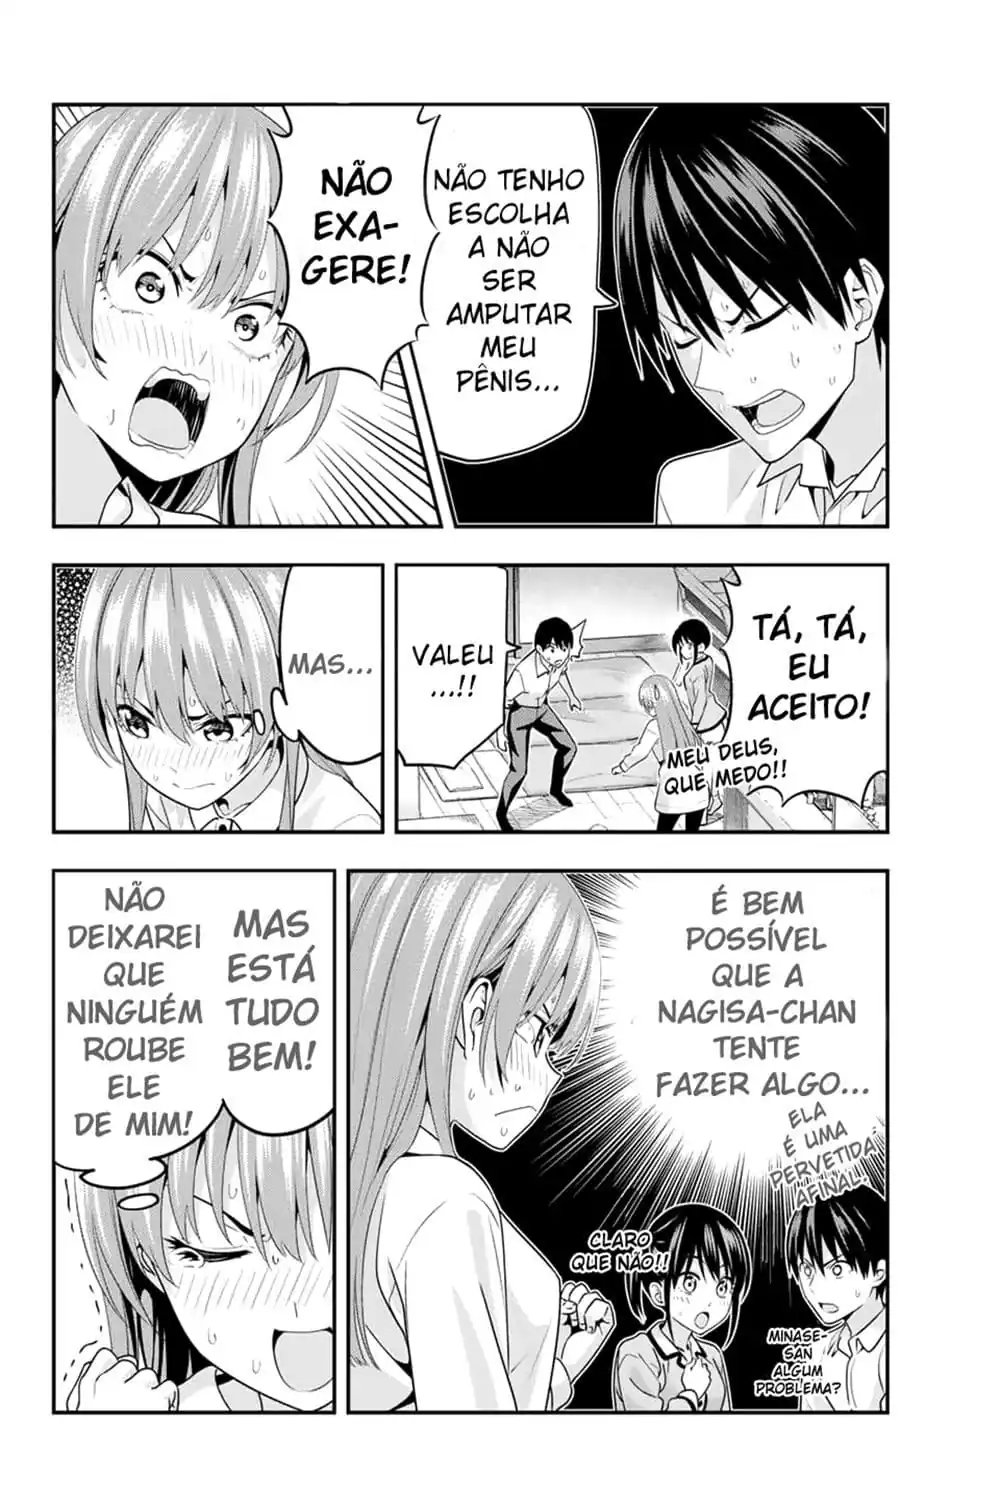 NÃO TENHO
ESCOLHA
A NÃO
SER
AMPUTAR
MEU
PÊNIS...
NÃO
EXA-
GERE!
TÁ, TÁ,
EU
ACEITO!
MEU DEUS,
QUE MEDO!!
VALEU
...!!
MAS...
É BEM
POSSÍVEL
QUE A
NAGISA-CHAN
TENTE
FAZER ALGO...
ELA
É UMA
PERVETIDA
AFINAL!
CLARO
QUE NÃO!!
MINASE-
SAN
ALGUM
PROBLEMA?
MAS
ESTÁ
TUDO
BEM!
NÃO
DEIXAREI
QUE
NINGUÉM
ROUBE
ELE
DE MIM!